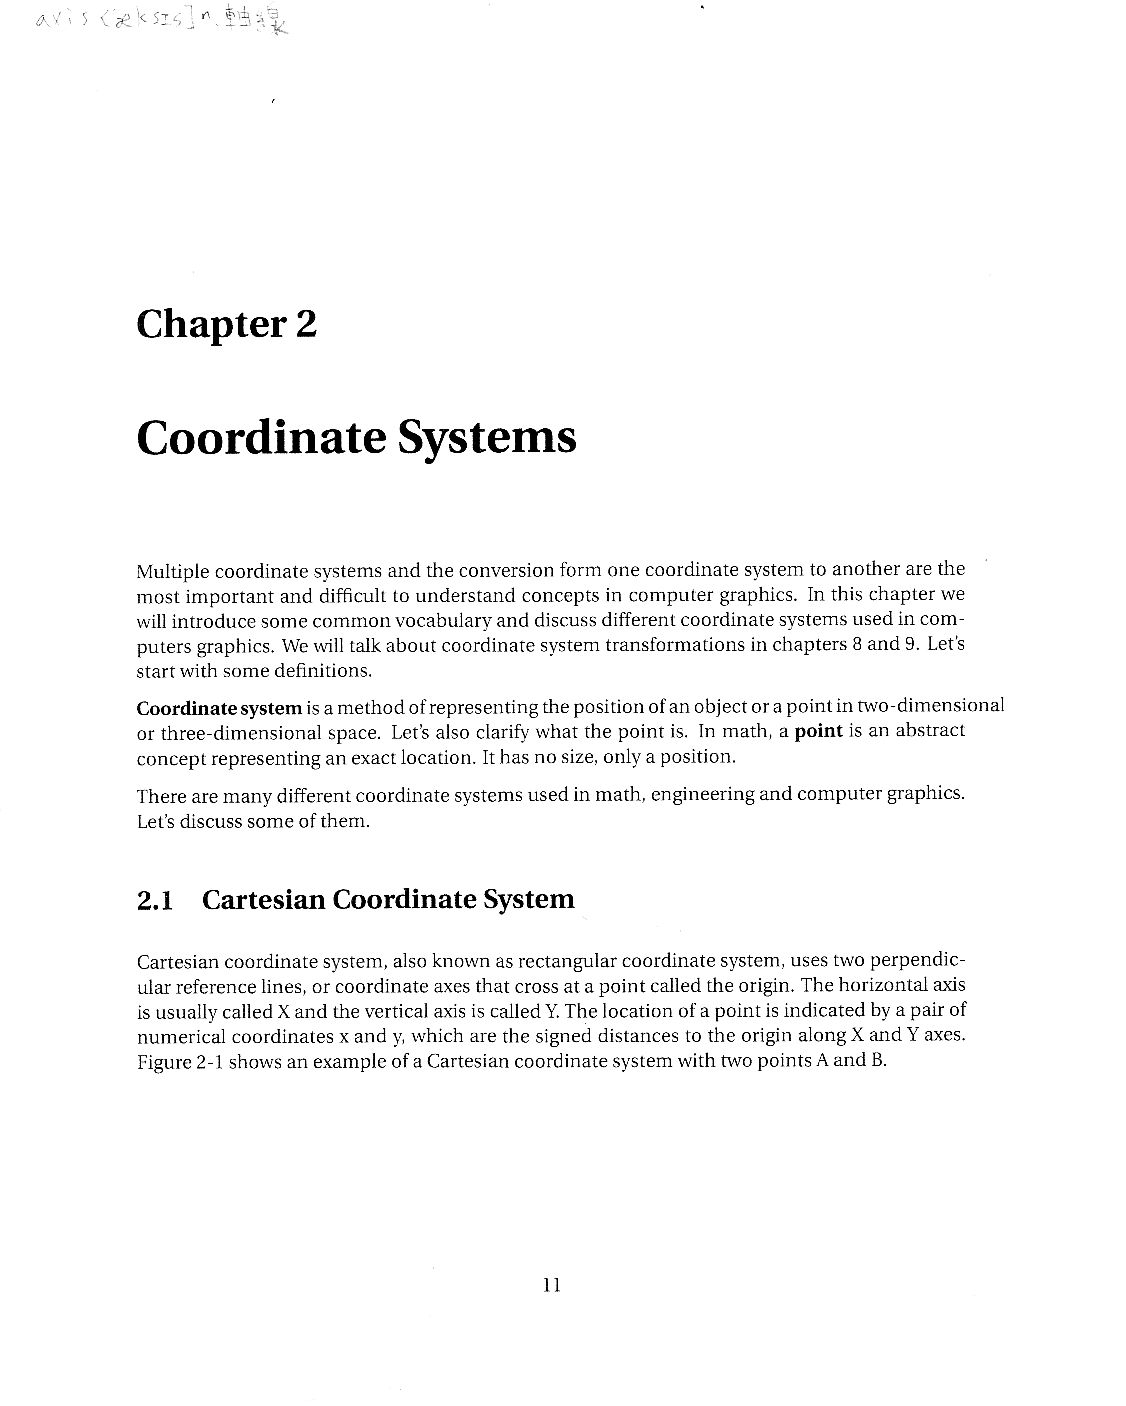 axis [æksɪs] n. 軸線
Chapter 2
Coordinate Systems
Multiple coordinate systems and the conversion form one coordinate system to another are the
most important and difficult to understand concepts in computer graphics. In this chapter we
will introduce some common vocabulary and discuss different coordinate systems used in com-
puters graphics. We will talk about coordinate system transformations in chapters 8 and 9. Let's
start with some definitions.
Coordinate system is a method of representing the position of an object or a point in two-dimensional
or three-dimensional space. Let's also clarify what the point is. In math, a point is an abstract
concept representing an exact location. It has no size, only a position.
There are many different coordinate systems used in math, engineering and computer graphics.
Let's discuss some of them.
2.1 Cartesian Coordinate System
Cartesian coordinate system, also known as rectangular coordinate system, uses two perpendic-
ular reference lines, or coordinate axes that cross at a point called the origin. The horizontal axis
is usually called X and the vertical axis is called Y. The location of a point is indicated by a pair of
numerical coordinates x and y, which are the signed distances to the origin along X and Y axes.
Figure 2-1 shows an example of a Cartesian coordinate system with two points A and B.
11